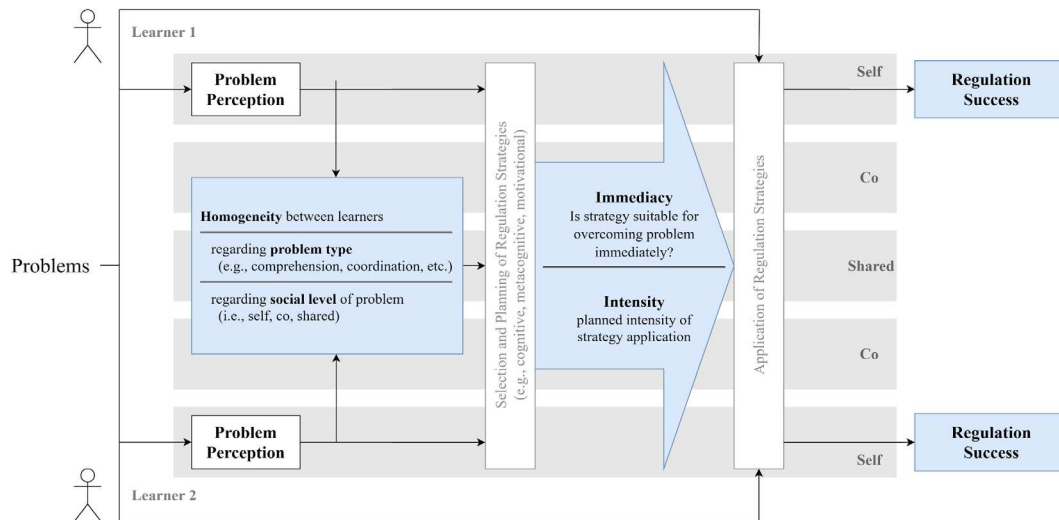 Learner 1
Problem
Perception
Self
Regulation
Success
Co
Homogeneity between learners
regarding problem type
(e.g., comprehension, coordination, etc.)
regarding social level of problem
(i.e., self, co, shared)
Problems
Selection and Planning of Regulation Strategies
(e.g., cognitive, metacognitive, motivational)
Immediacy
Is strategy suitable for
overcoming problem
immediately?
Intensity
planned intensity of
strategy application
Application of Regulation Strategies
Shared
Co
Problem
Perception
Self
Regulation
Success
Learner 2